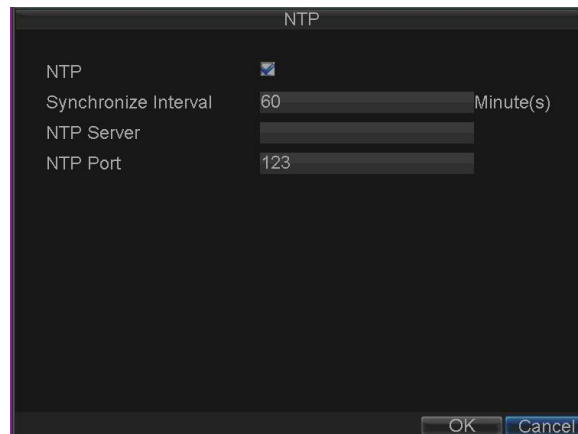 NTP
NTP
Synchronize Interval 60 Minute(s)
NTP Server
NTP Port 123
OK Cancel